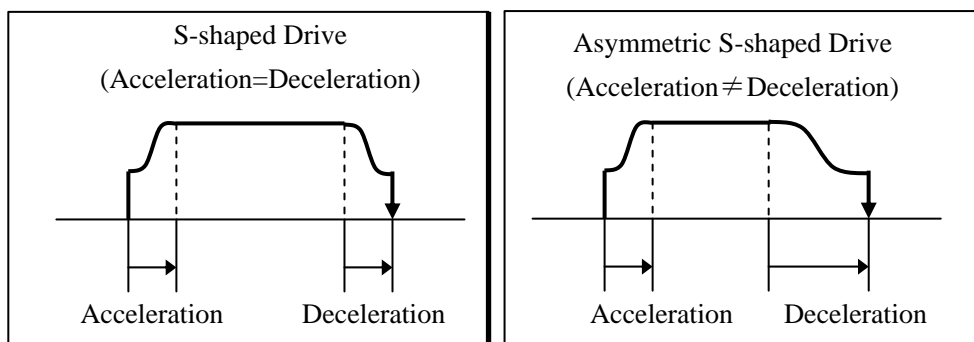 S-shaped Drive
(Acceleration=Deceleration)
Acceleration Deceleration
Asymmetric S-shaped Drive
(Acceleration≠Deceleration)
Acceleration Deceleration